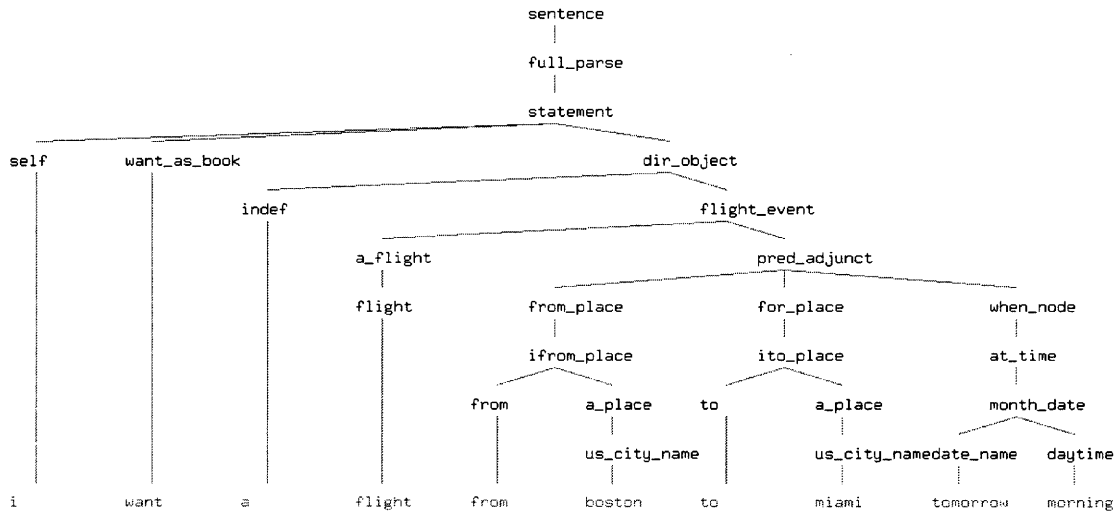 sentence
full_parse
statement
self want_as_book dir_object
indef flight_event
a_flight pred_adjunct
flight from_place for_place when_node
ifrom_place ito_place at_time
from a_place to a_place month_date
us_city_name us_city_name date_name daytime
i want a flight from boston to miami tomorrow morning